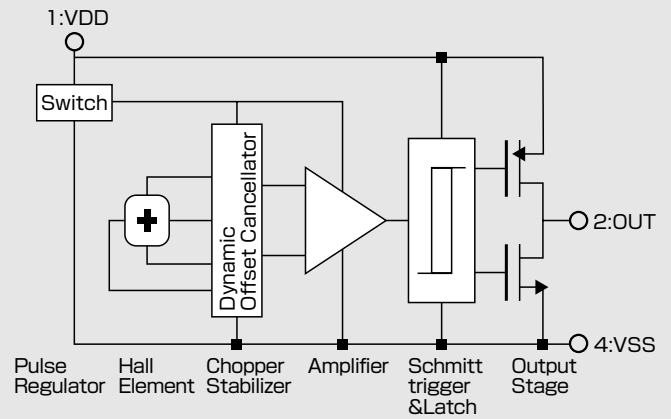 1:VDD
Switch
Dynamic
Offset Cancellator
2:OUT
4:VSS
Pulse
Regulator
Hall
Element
Chopper
Stabilizer
Amplifier
Schmitt
trigger
&Latch
Output
Stage